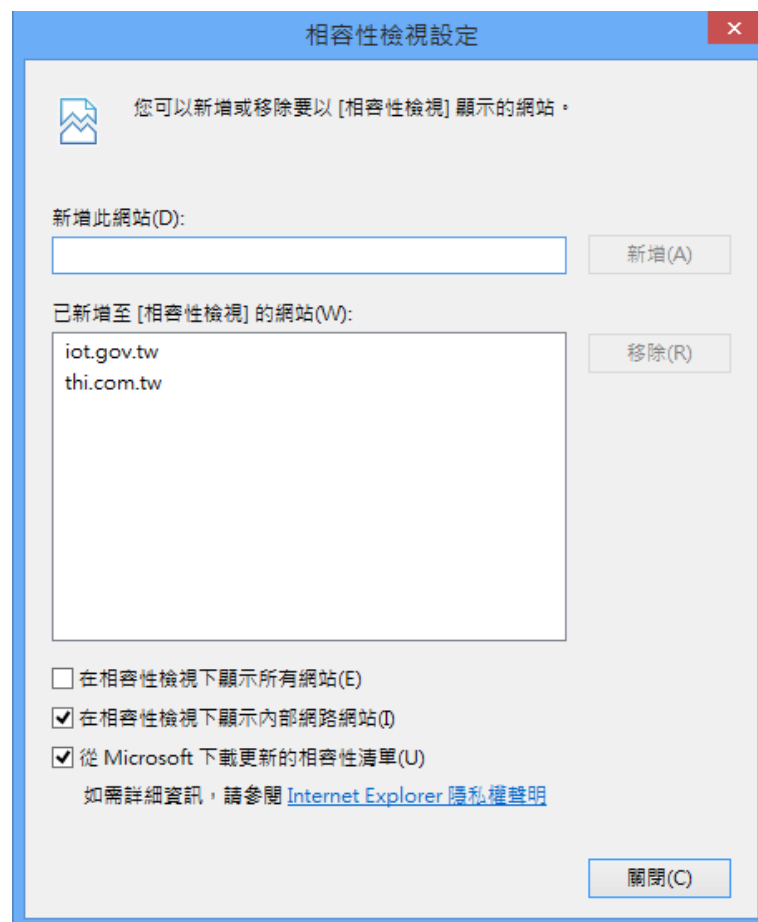 相容性檢視設定
您可以新增或移除要以 [相容性檢視] 顯示的網站。
新增此網站(D):
新增(A)
已新增至 [相容性檢視] 的網站(W):
iot.gov.tw
thi.com.tw
移除(R)
在相容性檢視下顯示所有網站(E)
在相容性檢視下顯示內部網路網站(I)
從 Microsoft 下載更新的相容性清單(U)
如需詳細資訊，請參閱 Internet Explorer 隱私權聲明
關閉(C)